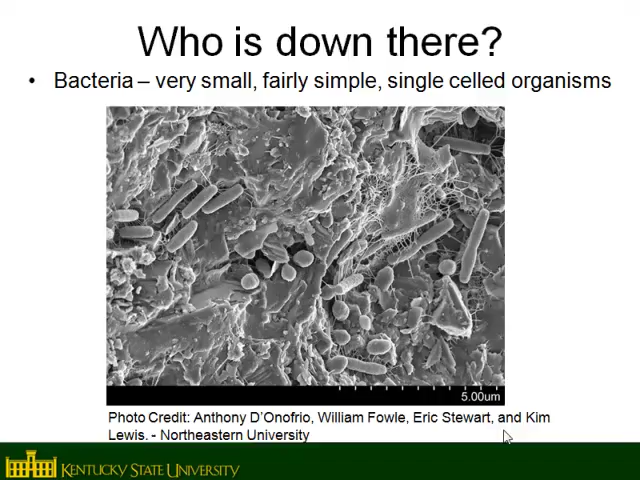 Who is down there?
• Bacteria – very small, fairly simple, single celled organisms
5.00um
Photo Credit: Anthony D'Onofrio, William Fowle, Eric Stewart, and Kim
Lewis. - Northeastern University
KENTUCKY STATE UNIVERSITY